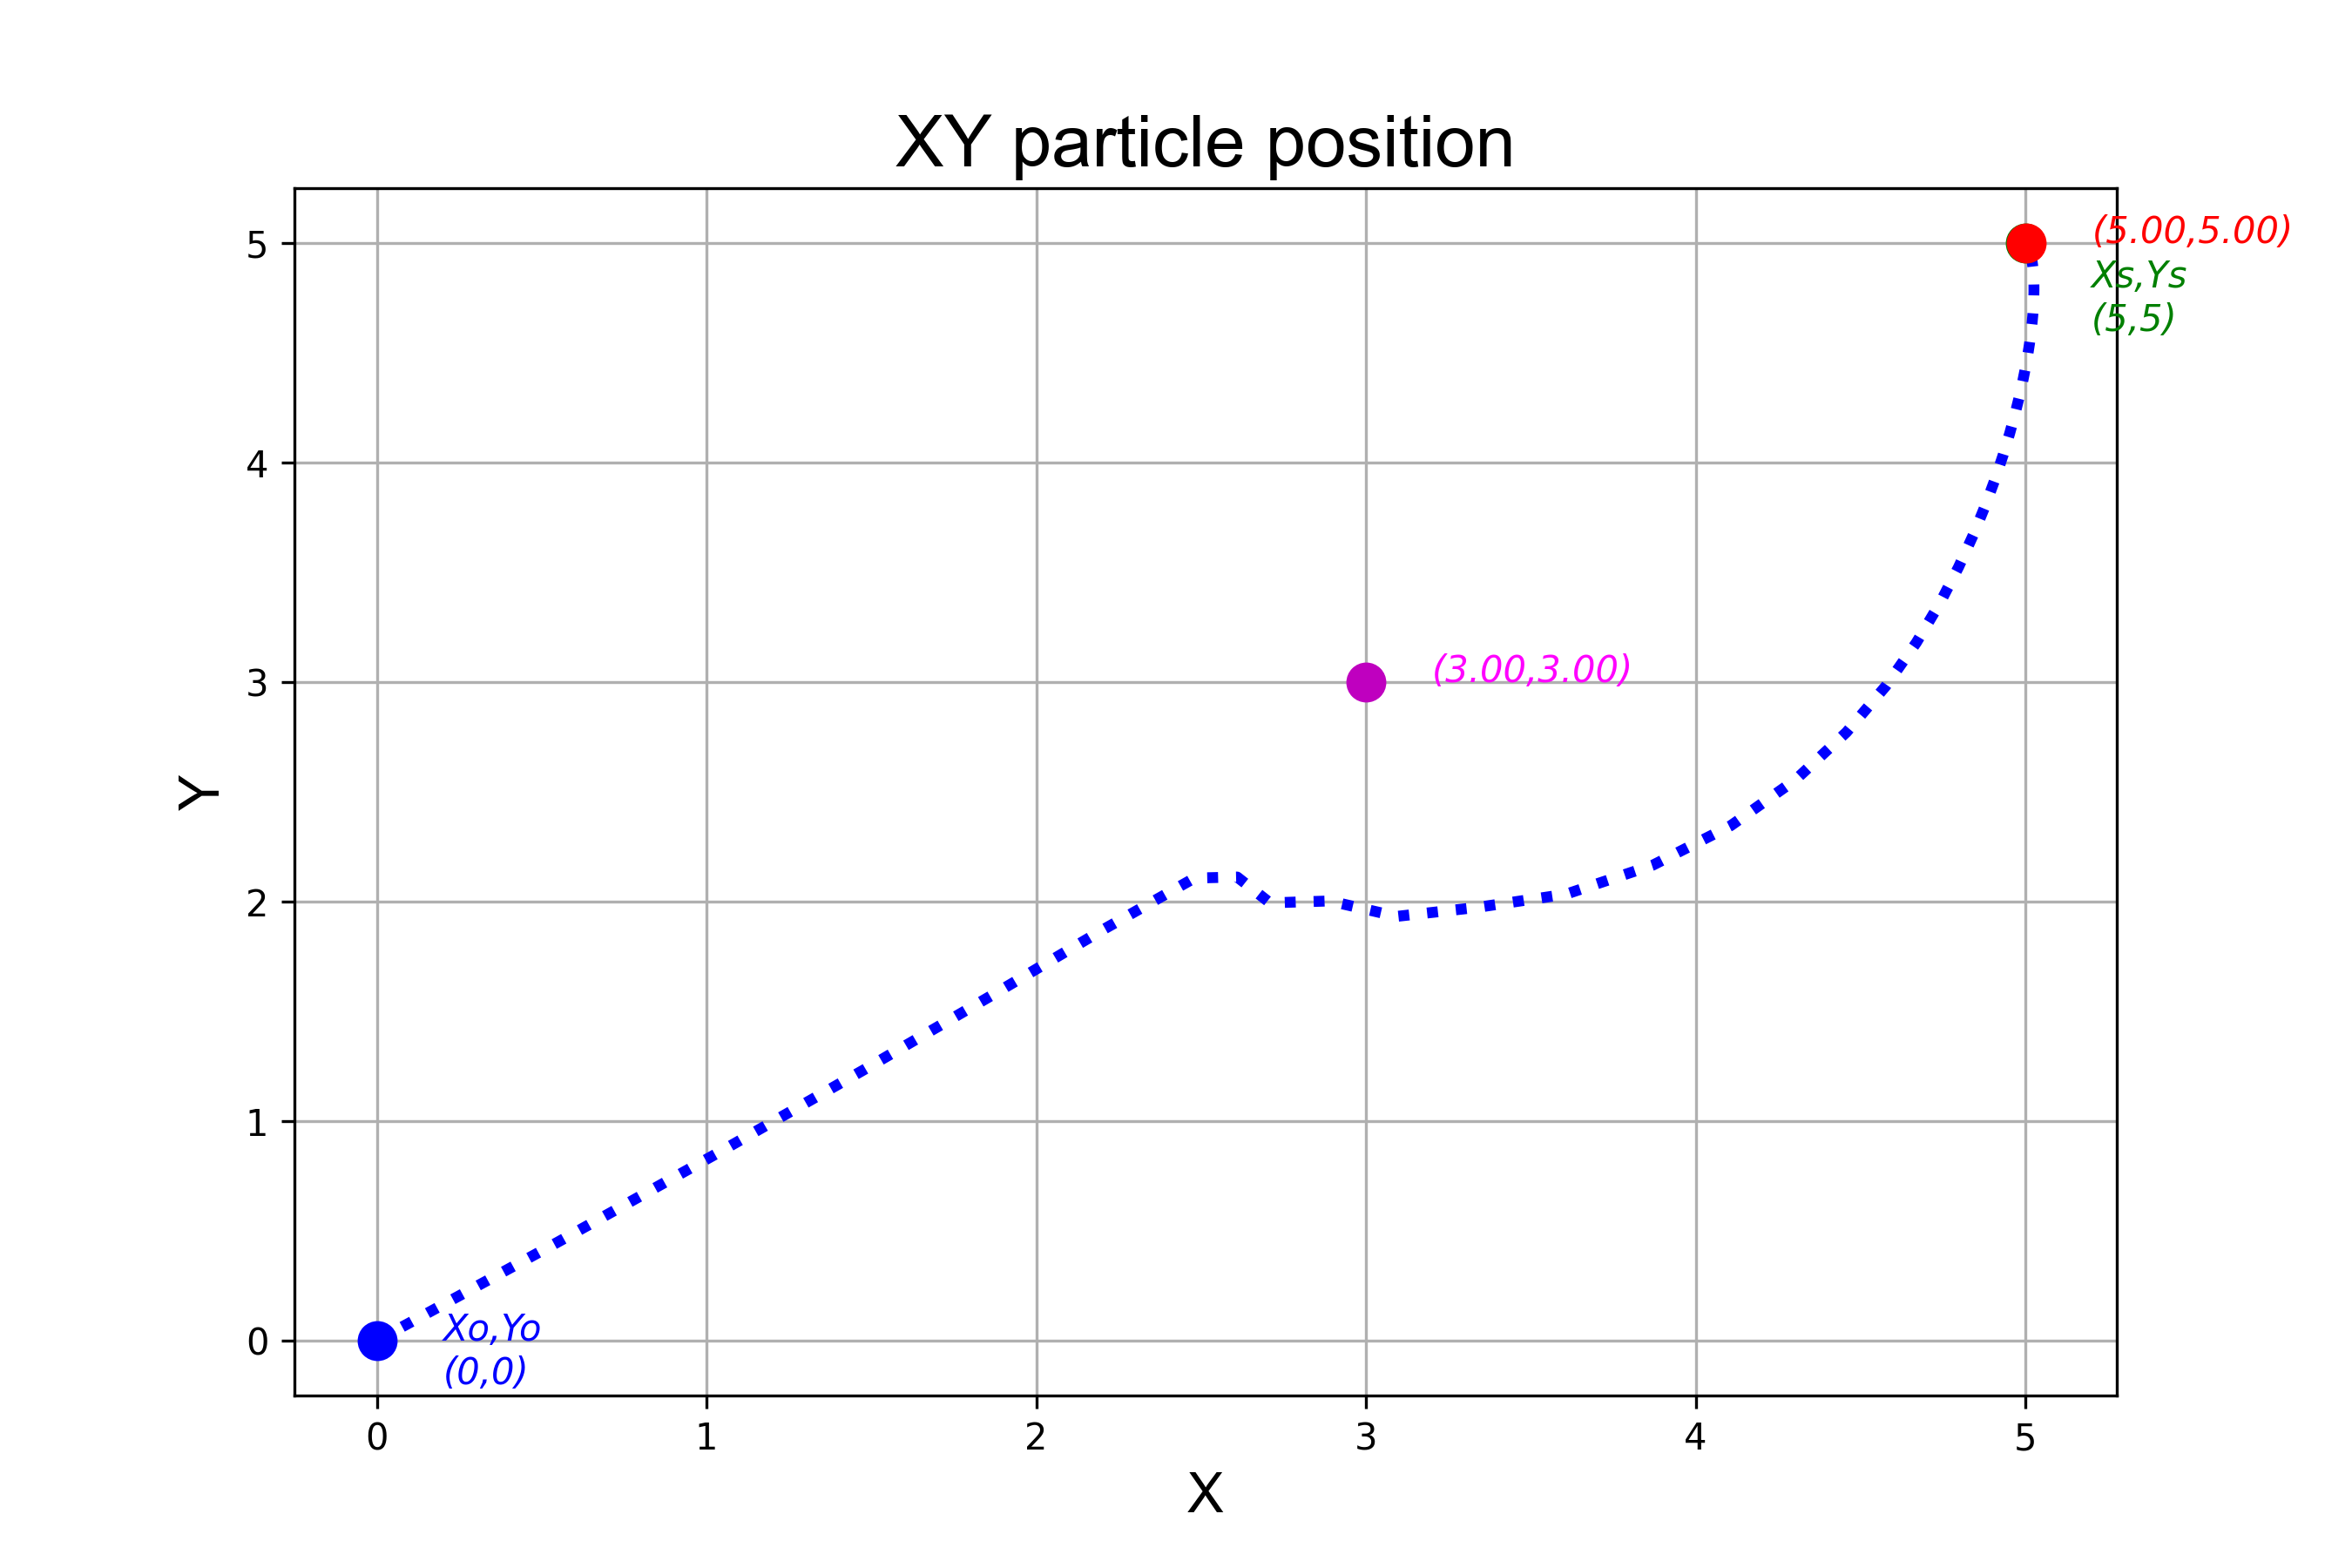 XY particle position
5
4
3
2
1
0
Y
(5.00,5.00)
Xs,Ys
(5,5)
(3.00,3.00)
Xo,Yo
(0,0)
0 1 2 3 4 5
X